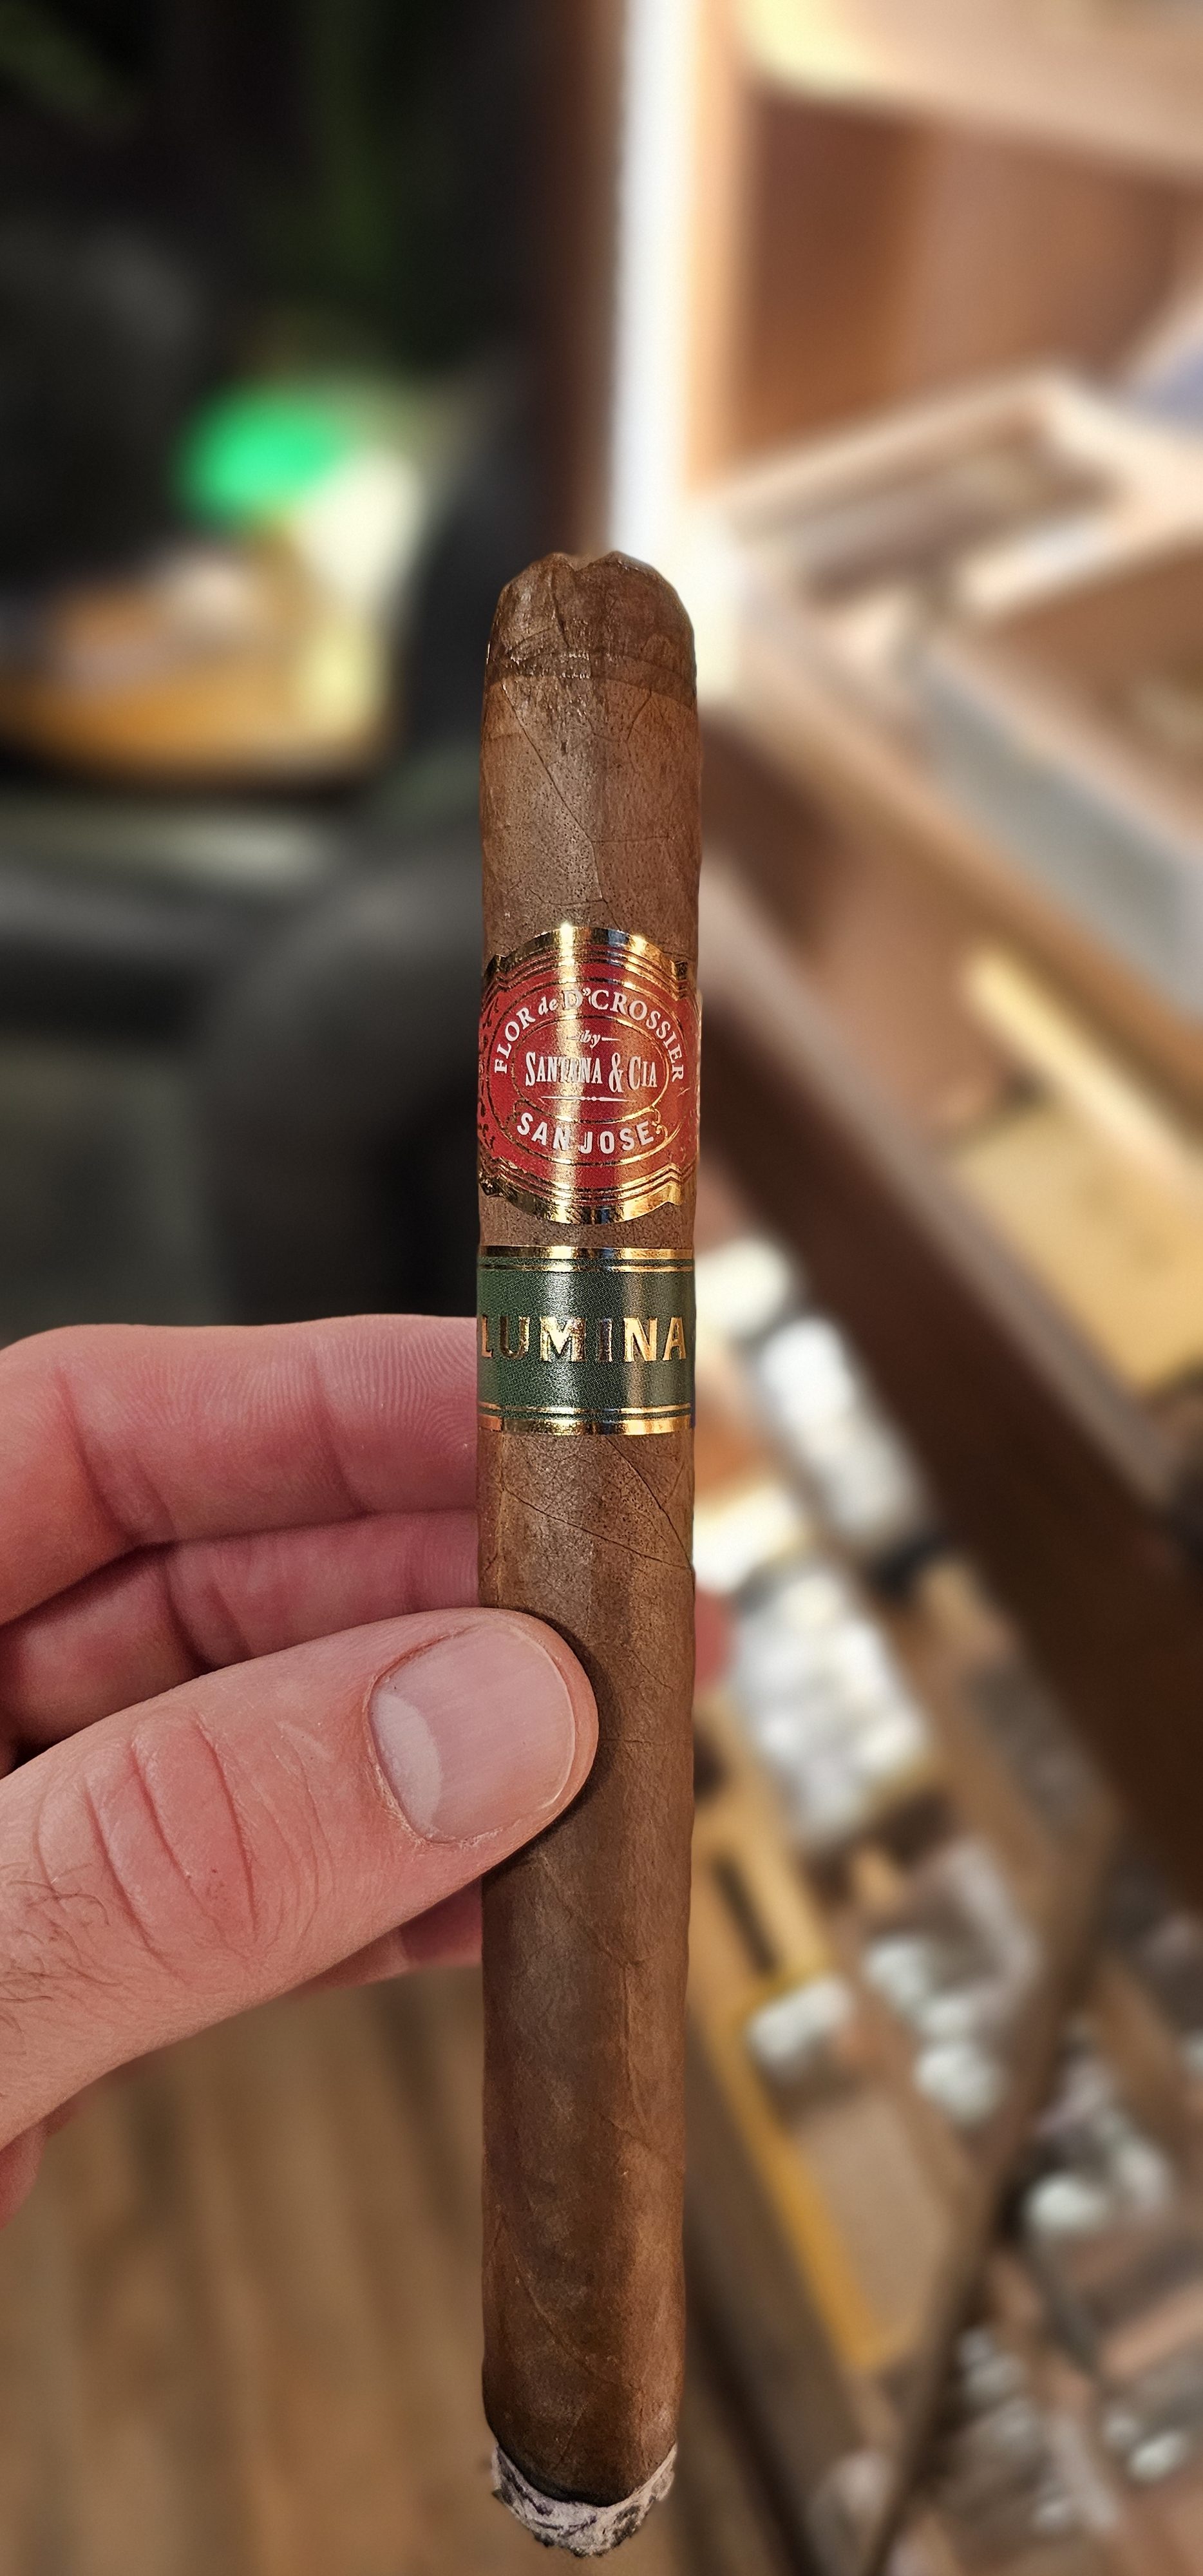 FLOR de D'CROSSIER
by
SANTANA & CIA
SAN JOSE
LUMINA